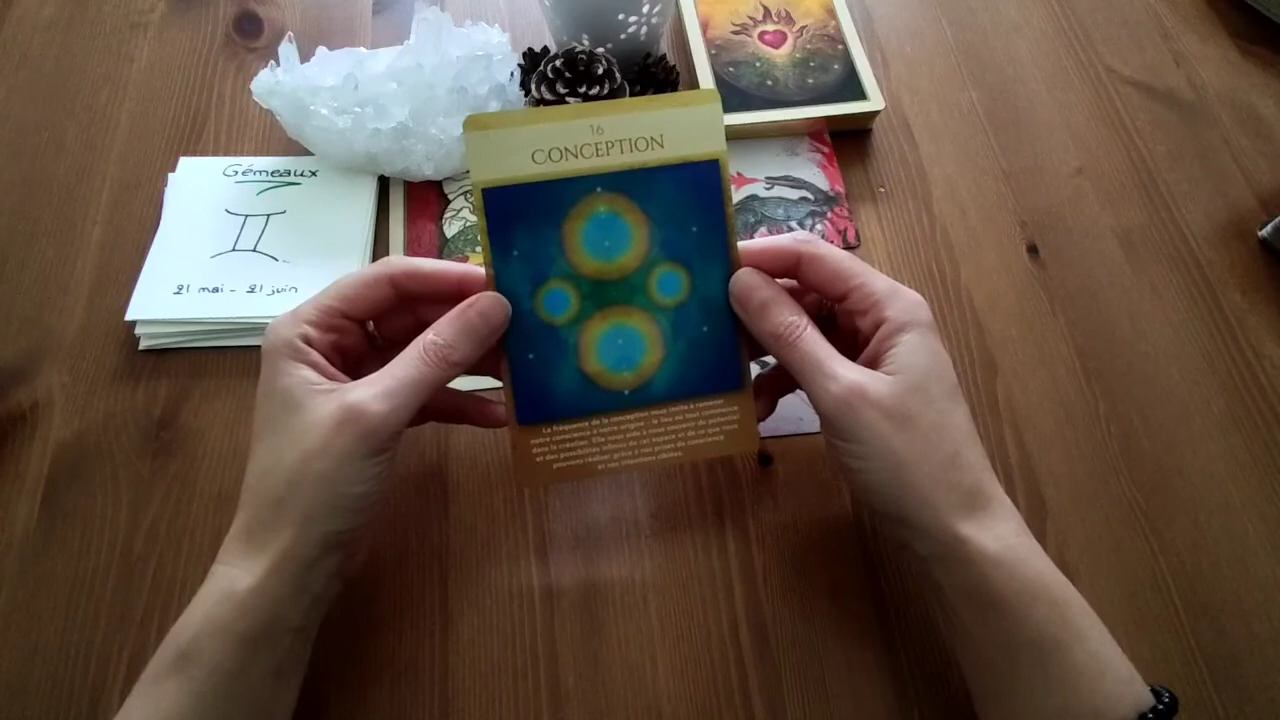 Gémeaux
21 mai - 21 juin
16
CONCEPTION
La fréquence de la conception nous invite à ramener
notre conscience à notre origine - le lieu où tout commence
dans la création. Elle nous aide à nous souvenir du potentiel
et des possibilités infinies de cet espace et de ce que nous
pouvons réaliser grâce à nos prises de conscience
et nos intentions ciblées.